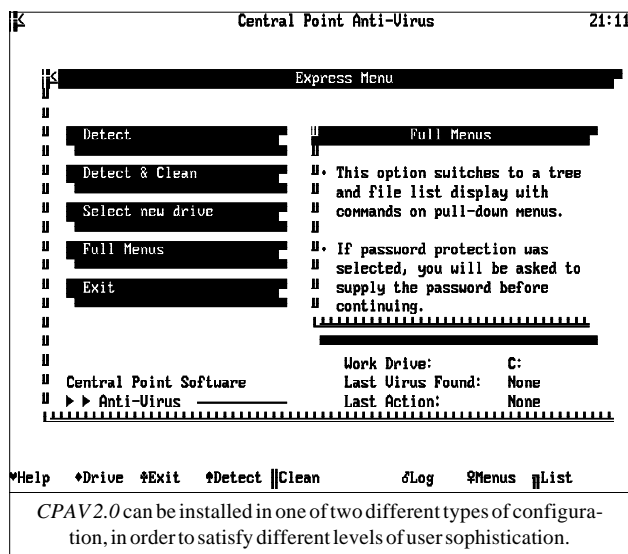 Central Point Anti-Virus 21:11
Express Menu
Detect
Detect & Clean
Select new drive
Full Menus
Exit
Full Menus
• This option switches to a tree
and file list display with
commands on pull-down menus.
• If password protection was
selected, you will be asked to
supply the password before
continuing.
Central Point Software
►► Anti-Virus
Work Drive: C:
Last Virus Found: None
Last Action: None
♥Help ♦Drive ♣Exit ♠Detect ‖Clean ♂Log ♀Menus ╖List
CPAV 2.0 can be installed in one of two different types of configura-
tion, in order to satisfy different levels of user sophistication.